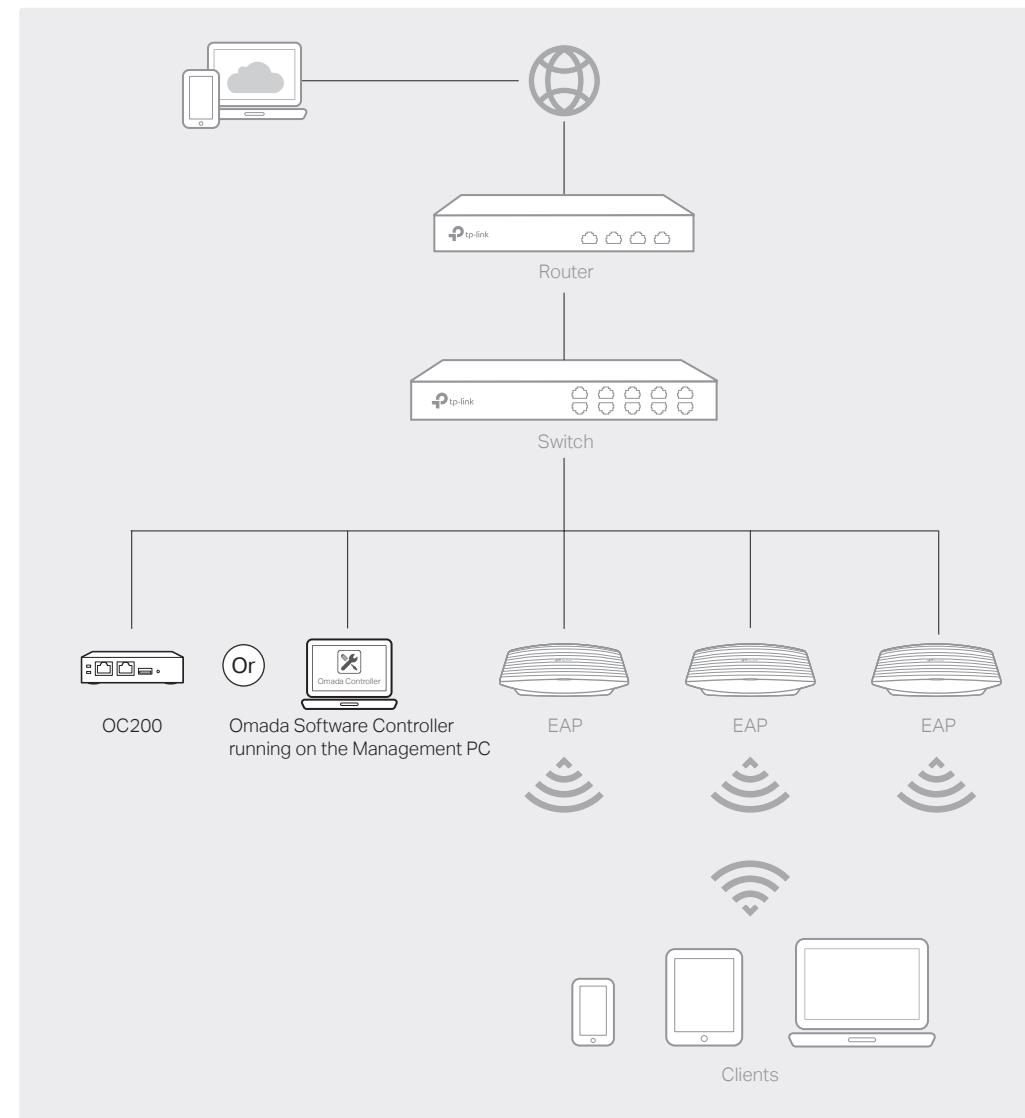 tp-link
Router
tp-link
Switch
Or
Omada Controller
OC200
Omada Software Controller
running on the Management PC
EAP
EAP
EAP
Clients